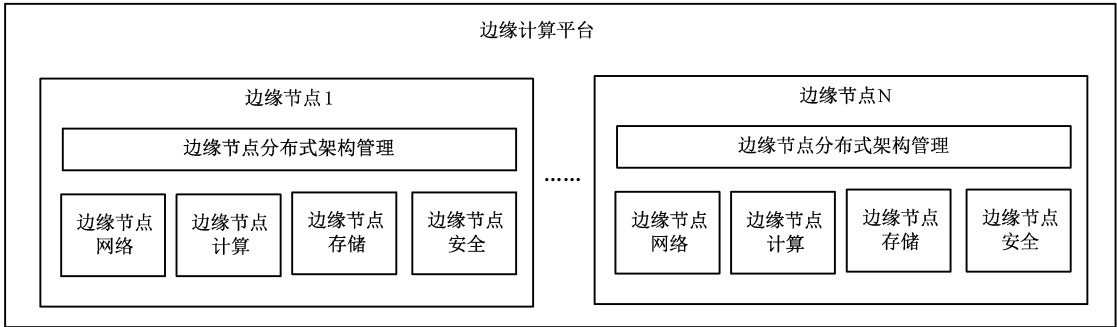 边缘计算平台
边缘节点1
边缘节点分布式架构管理
边缘节点
网络
边缘节点
计算
边缘节点
存储
边缘节点
安全
……
边缘节点N
边缘节点分布式架构管理
边缘节点
网络
边缘节点
计算
边缘节点
存储
边缘节点
安全